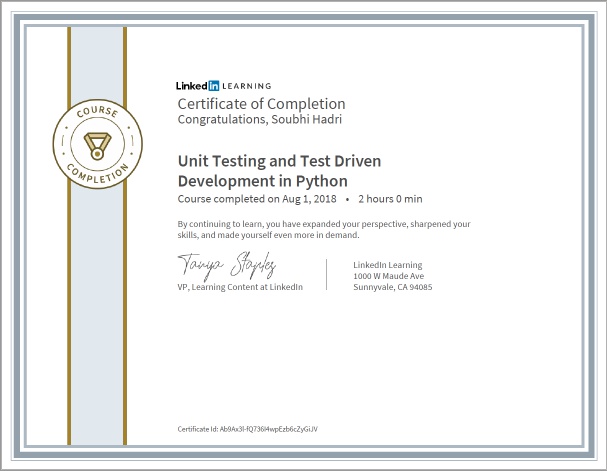 COURSE
COMPLETION
Linkedin LEARNING
Certificate of Completion
Congratulations, Soubhi Hadri
Unit Testing and Test Driven
Development in Python
Course completed on Aug 1, 2018 • 2 hours 0 min
By continuing to learn, you have expanded your perspective, sharpened your
skills, and made yourself even more in demand.
Tanya Staples
VP, Learning Content at LinkedIn
LinkedIn Learning
1000 W Maude Ave
Sunnyvale, CA 94085
Certificate Id: